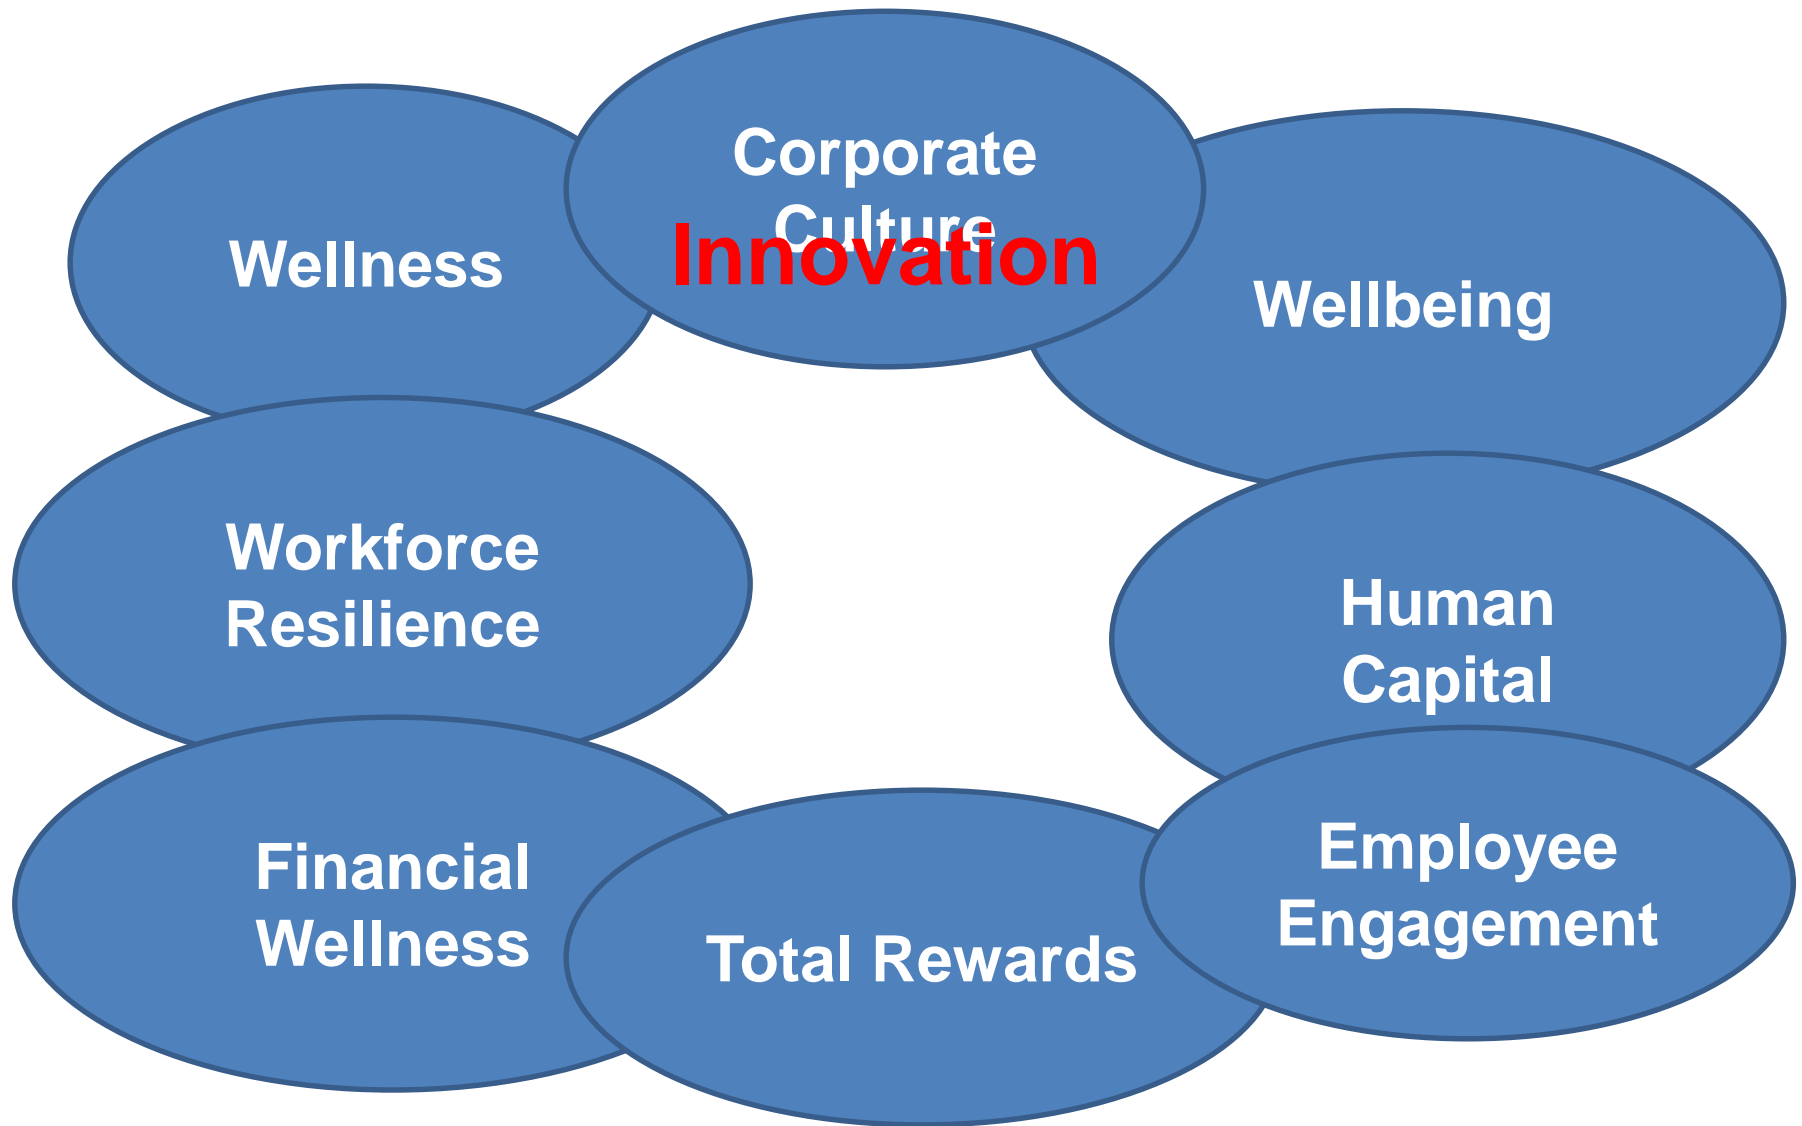 Corporate
Culture
Innovation
Wellness
Wellbeing
Workforce
Resilience
Human
Capital
Financial
Wellness
Total Rewards
Employee
Engagement